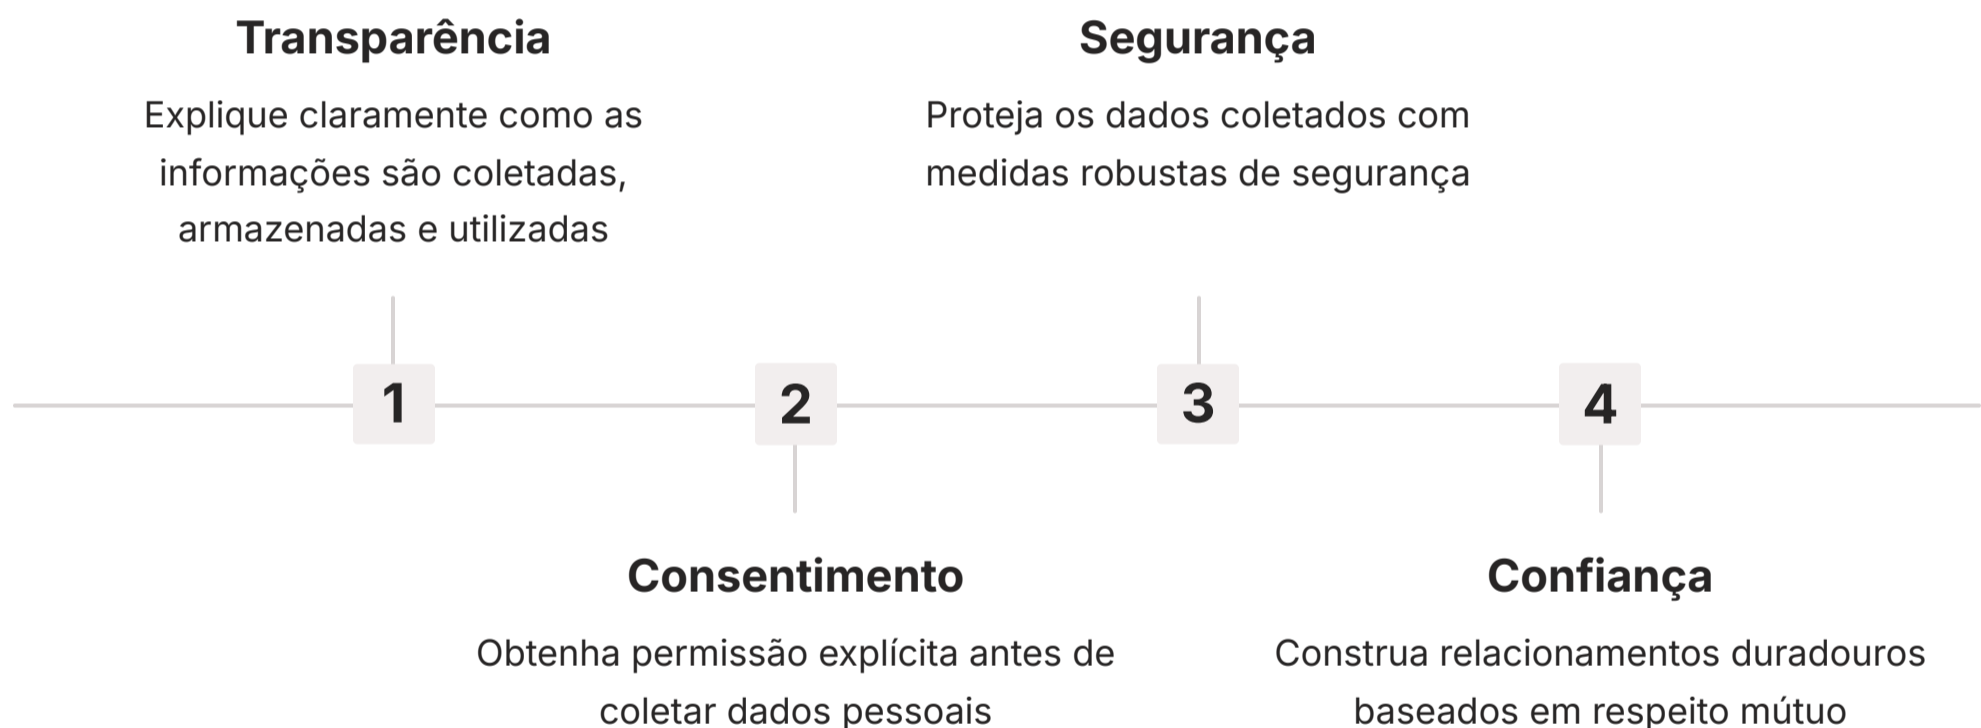 Transparência
Explique claramente como as
informações são coletadas,
armazenadas e utilizadas
Segurança
Proteja os dados coletados com
medidas robustas de segurança
1
2
3
4
Consentimento
Obtenha permissão explícita antes de
coletar dados pessoais
Confiança
Construa relacionamentos duradouros
baseados em respeito mútuo